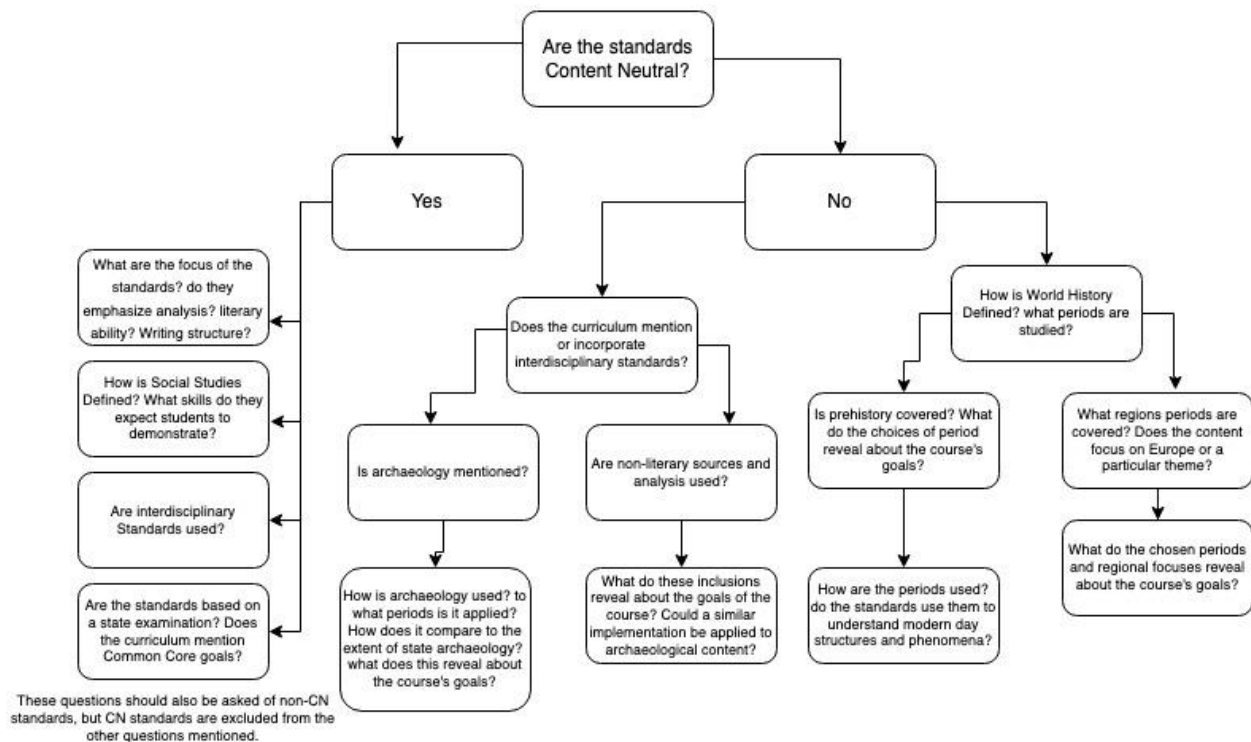 Are the standards
Content Neutral?
Yes
No
What are the focus of the
standards? do they
emphasize analysis? literary
ability? Writing structure?
How is Social Studies
Defined? What skills do they
expect students to
demonstrate?
Are interdisciplinary
Standards used?
Are the standards based on
a state examination? Does
the curriculum mention
Common Core goals?
These questions should also be asked of non-CN
standards, but CN standards are excluded from the
other questions mentioned.
Does the curriculum mention
or incorporate
interdisciplinary standards?
Is archaeology mentioned?
How is archaeology used? to
what periods is it applied?
How does it compare to the
extent of state archaeology?
what does this reveal about
the course's goals?
Are non-literary sources and
analysis used?
What do these inclusions
reveal about the goals of the
course? Could a similar
implementation be applied to
archaeological content?
How is World History
Defined? what periods are
studied?
Is prehistory covered? What
do the choices of period
reveal about the course's
goals?
How are the periods used?
do the standards use them to
understand modern day
structures and phenomena?
What regions periods are
covered? Does the content
focus on Europe or a
particular theme?
What do the chosen periods
and regional focuses reveal
about the course's goals?